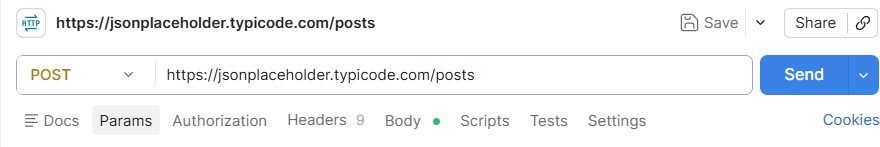 HTTP https://jsonplaceholder.typicode.com/posts Save Share
POST https://jsonplaceholder.typicode.com/posts Send
Docs Params Authorization Headers 9 Body Scripts Tests Settings Cookies